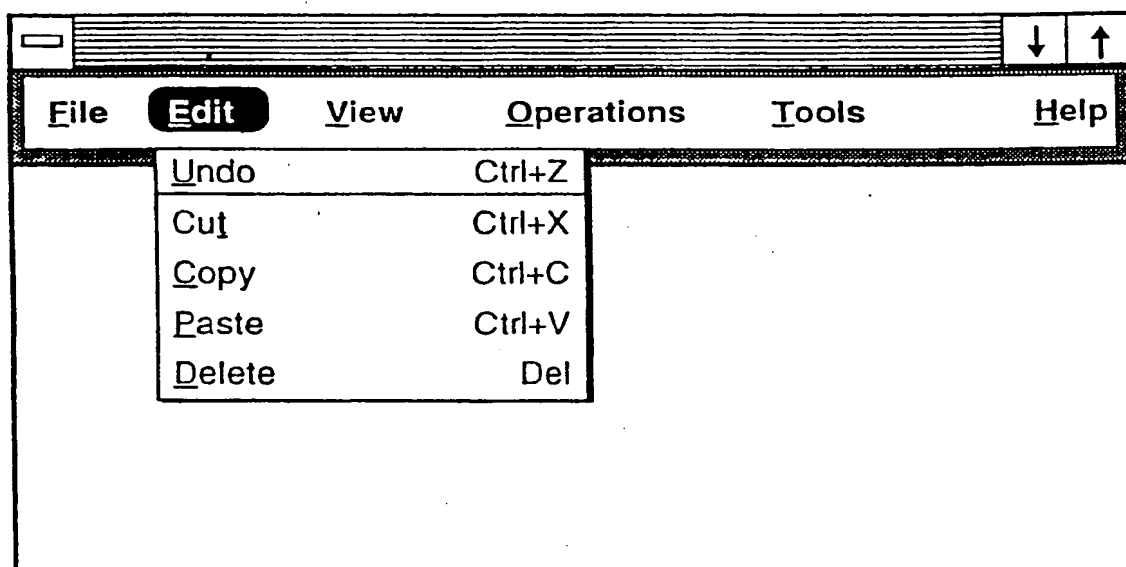 File Edit View Operations Tools Help
Undo Ctrl+Z
Cut Ctrl+X
Copy Ctrl+C
Paste Ctrl+V
Delete Del